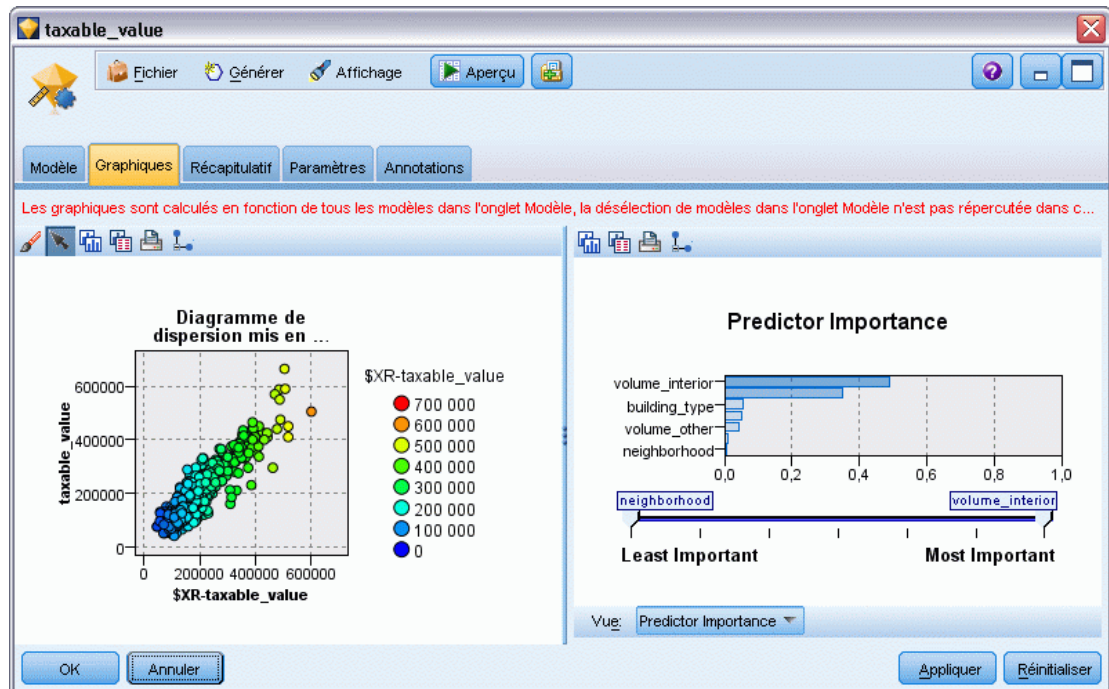 taxable_value
Fichier Générer Affichage Aperçu
Modèle Graphiques Récapitulatif Paramètres Annotations
Les graphiques sont calculés en fonction de tous les modèles dans l'onglet Modèle, la désélection de modèles dans l'onglet Modèle n'est pas répercutée dans c...
Diagramme de
dispersion mis en ...
taxable_value
600000
400000
200000
0
0 200000 400000 600000
$XR-taxable_value
$XR-taxable_value
700 000
600 000
500 000
400 000
300 000
200 000
100 000
0
Predictor Importance
volume_interior
building_type
volume_other
neighborhood
0,0 0,2 0,4 0,6 0,8 1,0
neighborhood volume_interior
Least Important Most Important
Vue: Predictor Importance
OK Annuler Appliquer Réinitialiser